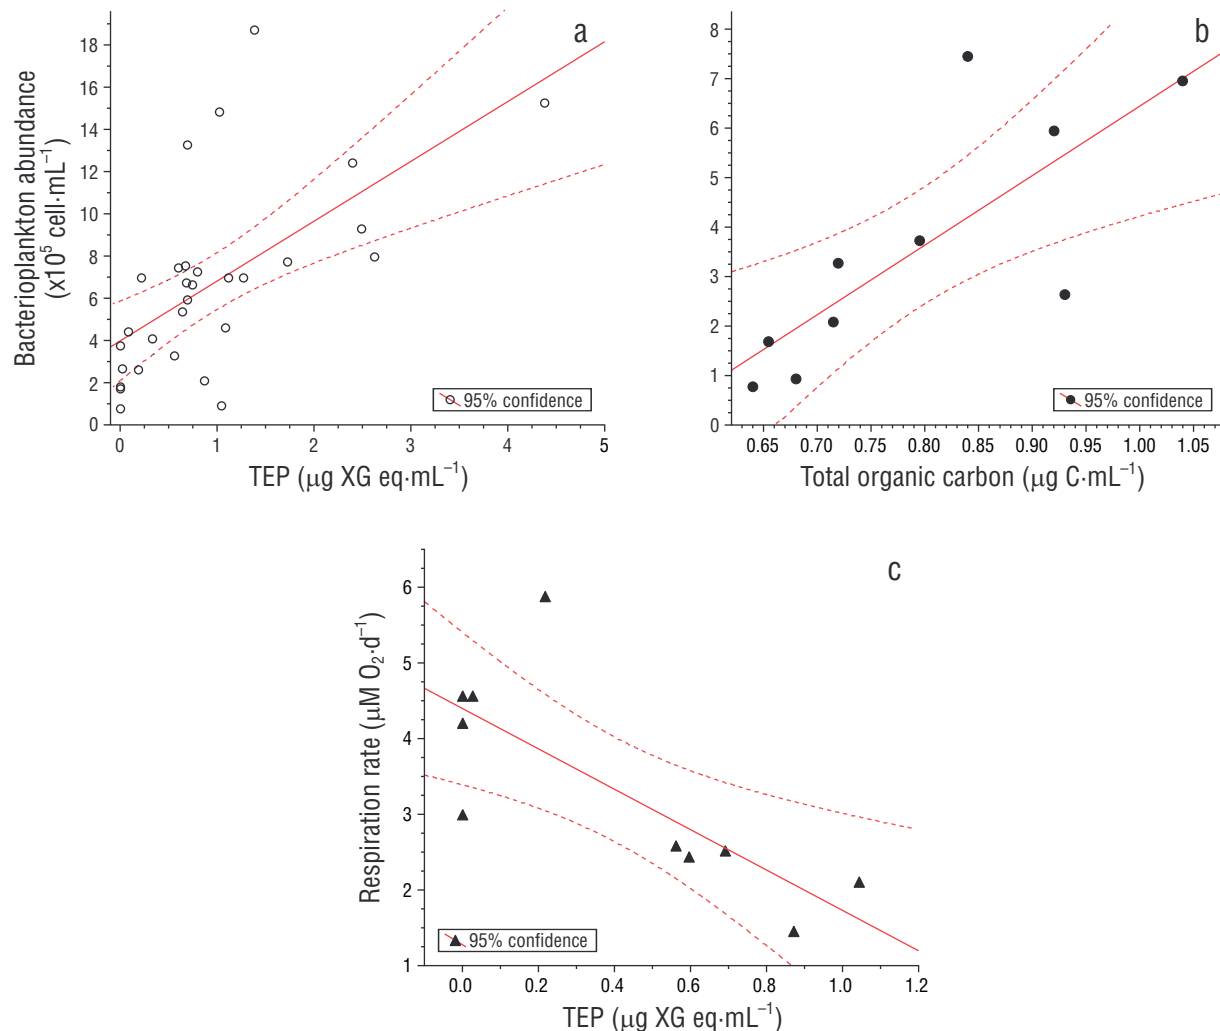 a
Bacterioplankton abundance
(x10⁵ cell·mL⁻¹)
18
16
14
12
10
8
6
4
2
0
0 1 2 3 4 5
95% confidence
TEP (μg XG eq·mL⁻¹)
b
8
7
6
5
4
3
2
1
0
0.65 0.70 0.75 0.80 0.85 0.90 0.95 1.00 1.05
95% confidence
Total organic carbon (μg C·mL⁻¹)
c
Respiration rate (μM O₂·d⁻¹)
6
5
4
3
2
1
0.0 0.2 0.4 0.6 0.8 1.0 1.2
95% confidence
TEP (μg XG eq·mL⁻¹)